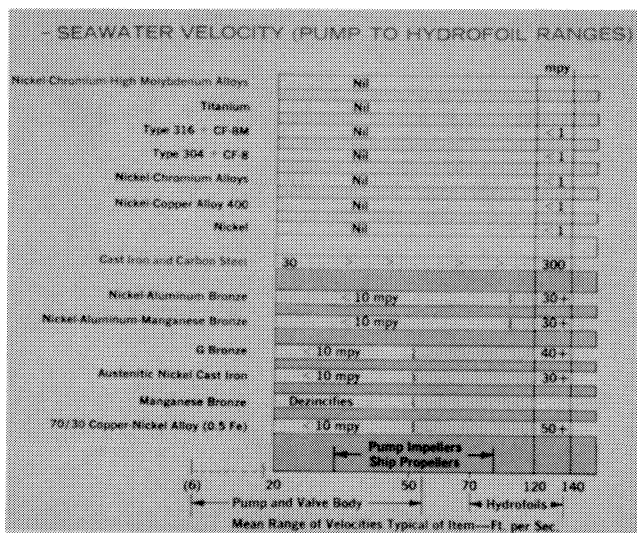 - SEAWATER VELOCITY (PUMP TO HYDROFOIL RANGES)
mpy
Nickel-Chromium-High Molybdenum Alloys Nil
Titanium Nil
Type 316 - CF-8M Nil < 1
Type 304 - CF-8 Nil < 1
Nickel-Chromium Alloys Nil < 1
Nickel-Copper Alloy 400 Nil < 1
Nickel Nil 1
Cast Iron and Carbon Steel 30 > > > > 300
Nickel-Aluminum Bronze < 10 mpy 30+
Nickel-Aluminum-Manganese Bronze < 10 mpy 30+
G Bronze < 10 mpy 40+
Austenitic Nickel Cast Iron < 10 mpy 30+
Manganese Bronze Dezincifies
70/30 Copper-Nickel Alloy (0.5 Fe) < 10 mpy 50+
Pump Impellers
Ship Propellers
(6) 20 50 70 120 140
Pump and Valve Body Hydrofoils
Mean Range of Velocities Typical of Item—Ft. per Sec.